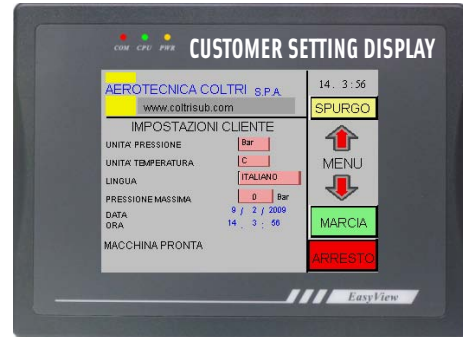 COM CPU PWR
CUSTOMER SETTING DISPLAY
AEROTECNICA COLTRI S.P.A.
www.coltrisub.com
14. 3:56
SPURGO
IMPOSTAZIONI CLIENTE
UNITA' PRESSIONE Bar
UNITA' TEMPERATURA C
MENU
LINGUA ITALIANO
PRESSIONE MASSIMA 0 Bar
DATA 9 / 2 / 2009
ORA 14 . 3 : 56
MARCIA
MACCHINA PRONTA
ARRESTO
EasyView